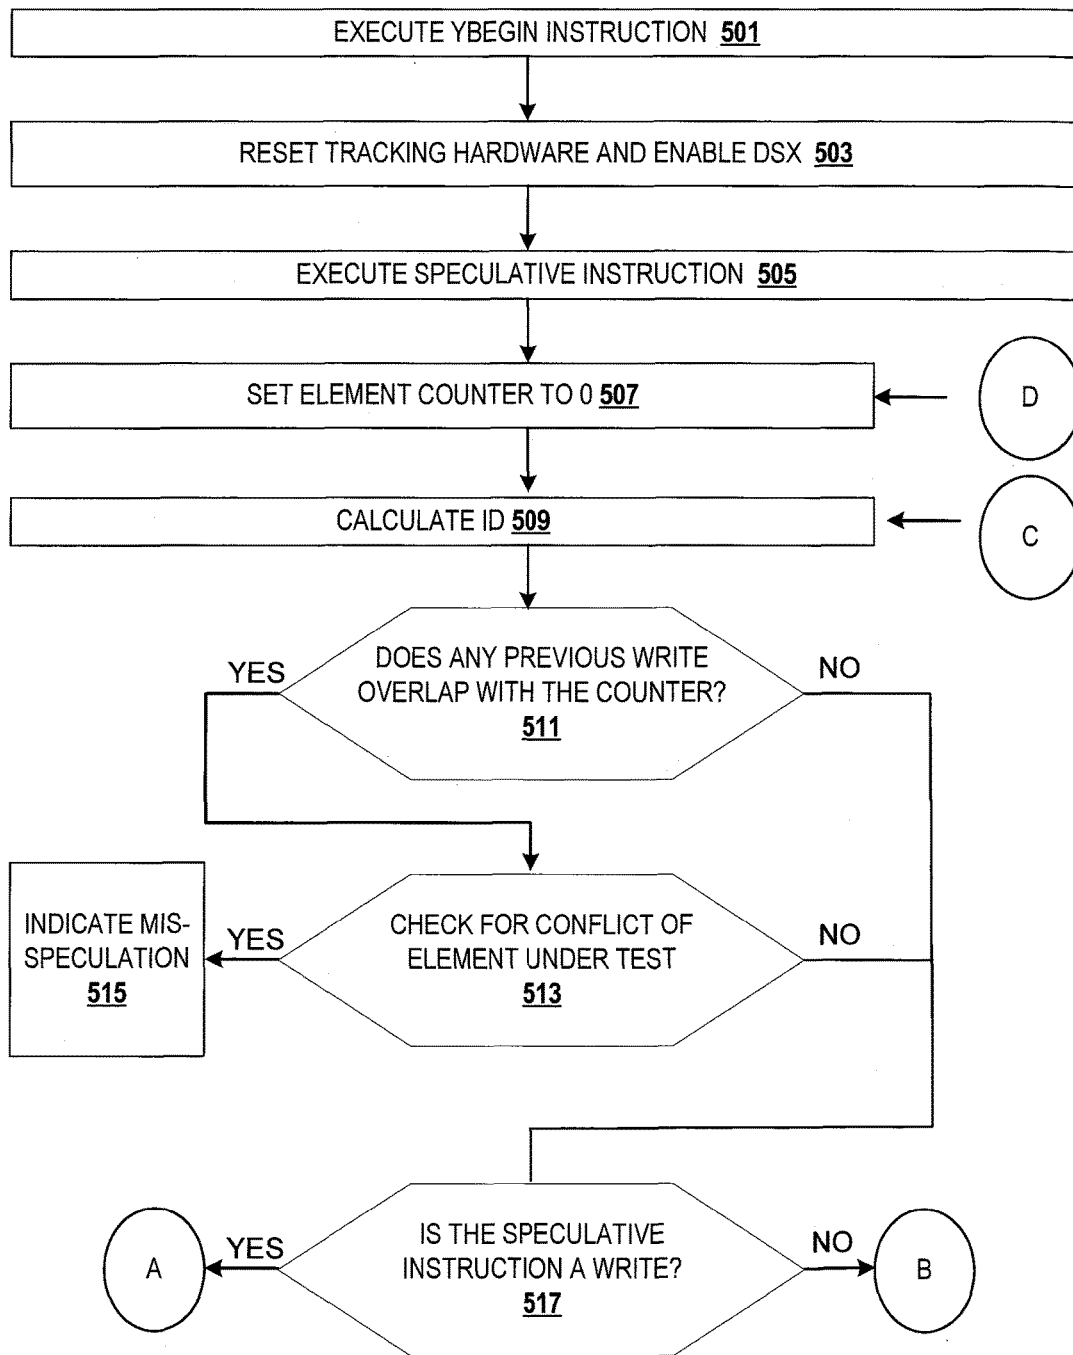 EXECUTE YBEGIN INSTRUCTION 501
RESET TRACKING HARDWARE AND ENABLE DSX 503
EXECUTE SPECULATIVE INSTRUCTION 505
SET ELEMENT COUNTER TO 0 507
D
CALCULATE ID 509
C
DOES ANY PREVIOUS WRITE
OVERLAP WITH THE COUNTER?
511
YES
NO
CHECK FOR CONFLICT OF
ELEMENT UNDER TEST
513
YES
NO
INDICATE MIS-
SPECULATION
515
IS THE SPECULATIVE
INSTRUCTION A WRITE?
517
YES
NO
A
B